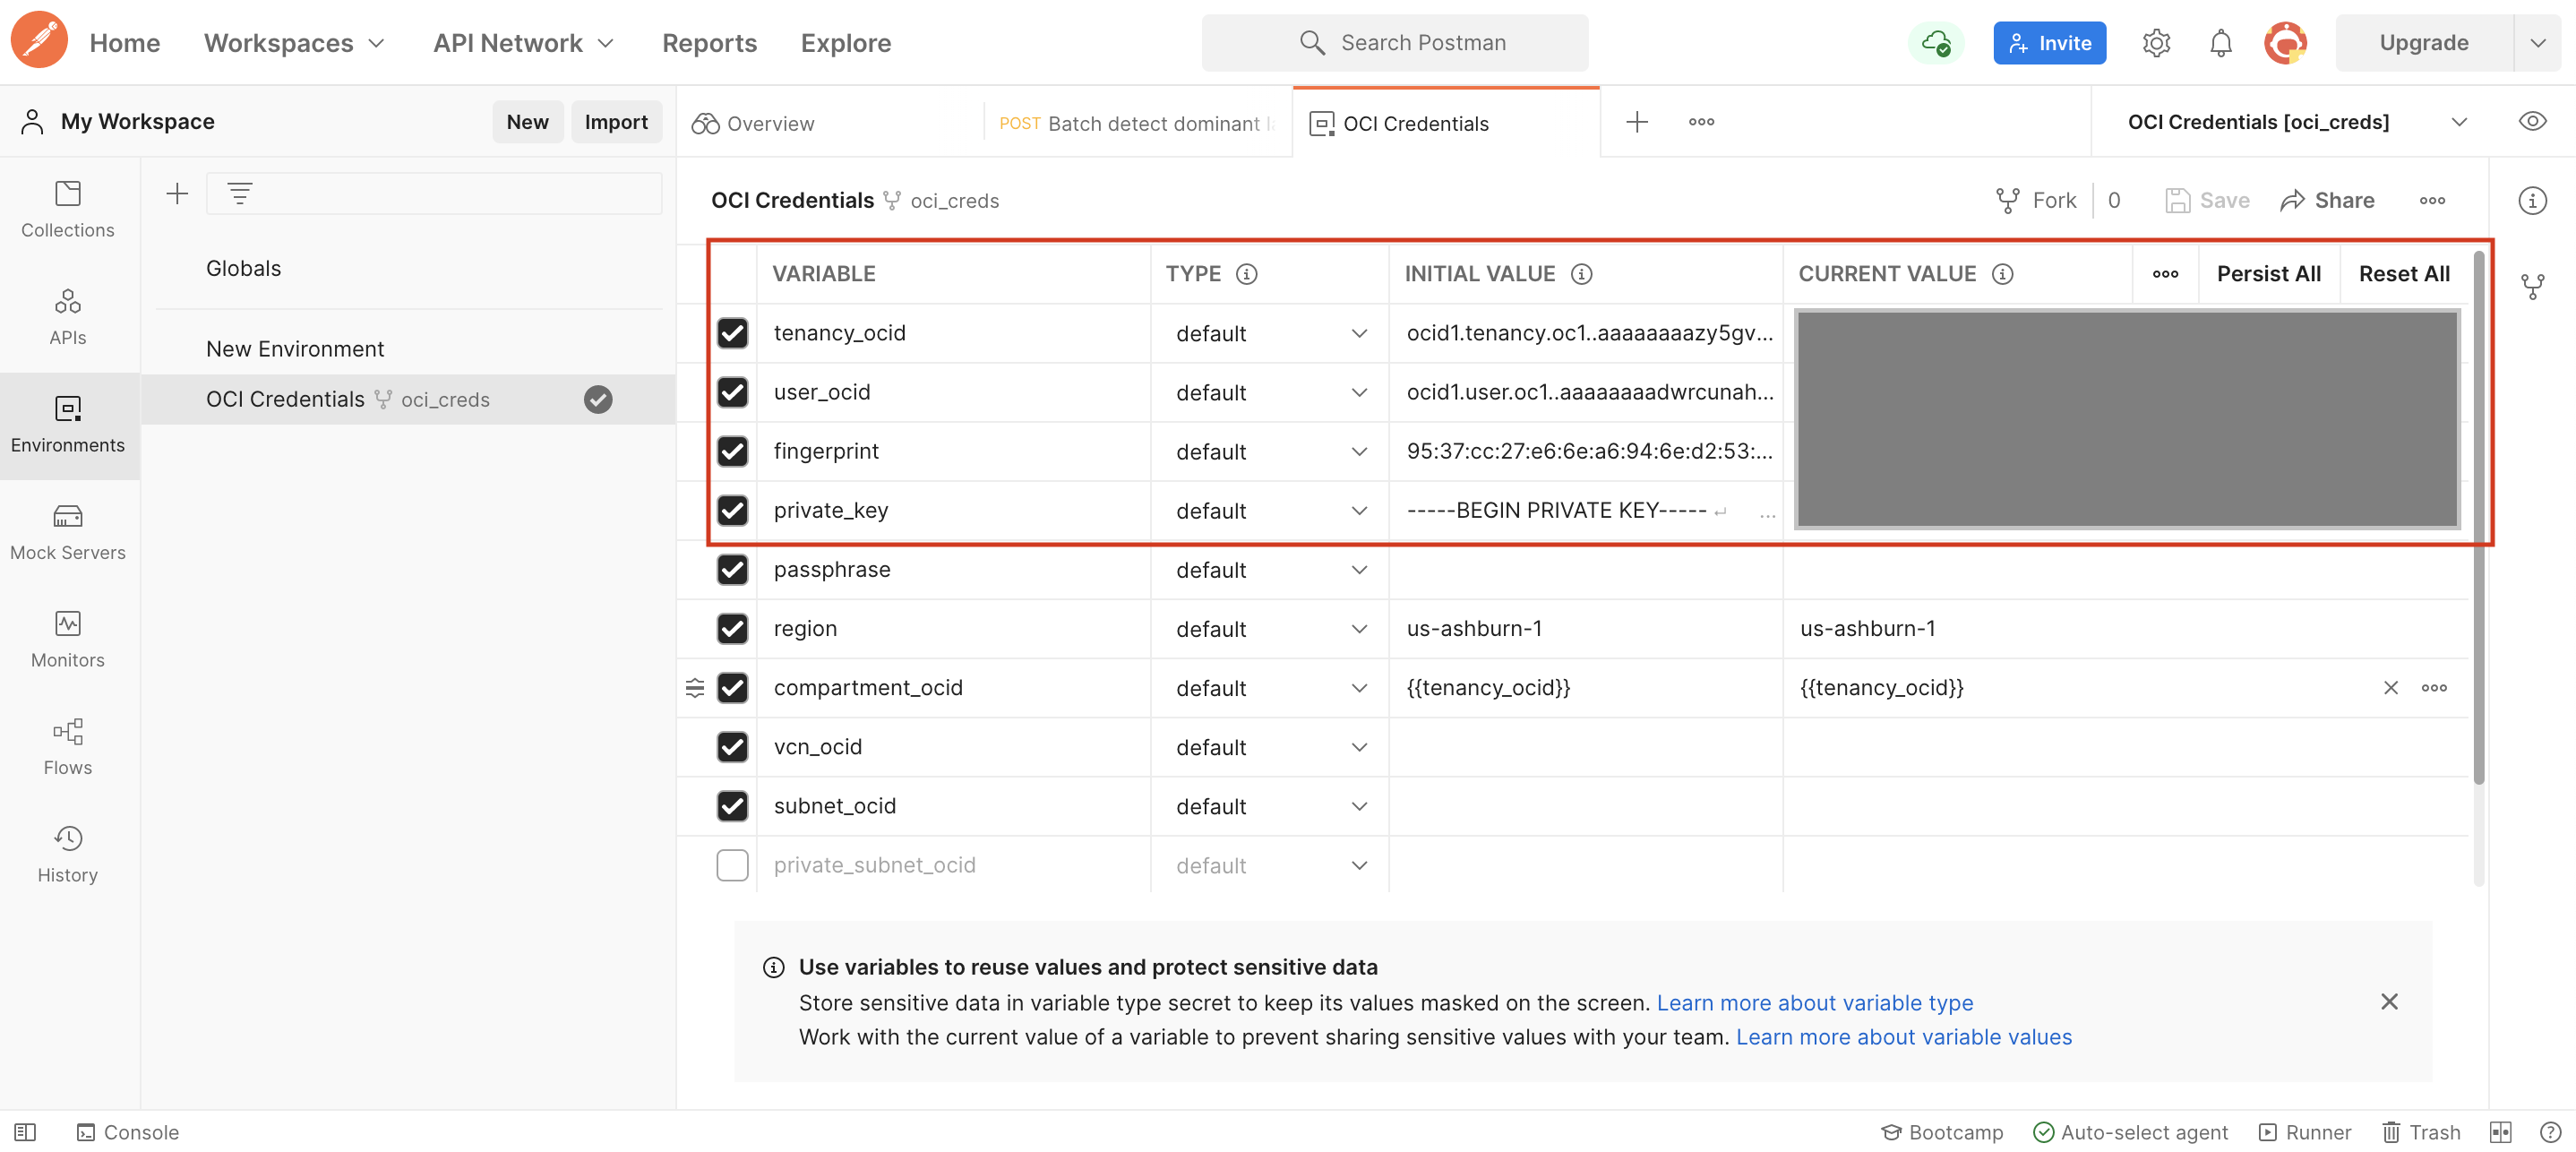 Home Workspaces API Network Reports Explore Search Postman Invite Upgrade
My Workspace New Import Overview POST Batch detect dominant OCI Credentials OCI Credentials [oci_creds]
OCI Credentials oci_creds Fork 0 Save Share
Collections
APIs
Environments
Mock Servers
Monitors
Flows
History
Globals
New Environment
OCI Credentials oci_creds
VARIABLE TYPE INITIAL VALUE CURRENT VALUE Persist All Reset All
tenancy_ocid default ocid1.tenancy.oc1..aaaaaaaazy5gv...
user_ocid default ocid1.user.oc1..aaaaaaaadwrcunah...
fingerprint default 95:37:cc:27:e6:6e:a6:94:6e:d2:53:...
private_key default -----BEGIN PRIVATE KEY----- ↵ ...
passphrase default
region default us-ashburn-1 us-ashburn-1
compartment_ocid default {{tenancy_ocid}} {{tenancy_ocid}}
vcn_ocid default
subnet_ocid default
private_subnet_ocid default
Use variables to reuse values and protect sensitive data
Store sensitive data in variable type secret to keep its values masked on the screen. Learn more about variable type
Work with the current value of a variable to prevent sharing sensitive values with your team. Learn more about variable values
Console Bootcamp Auto-select agent Runner Trash